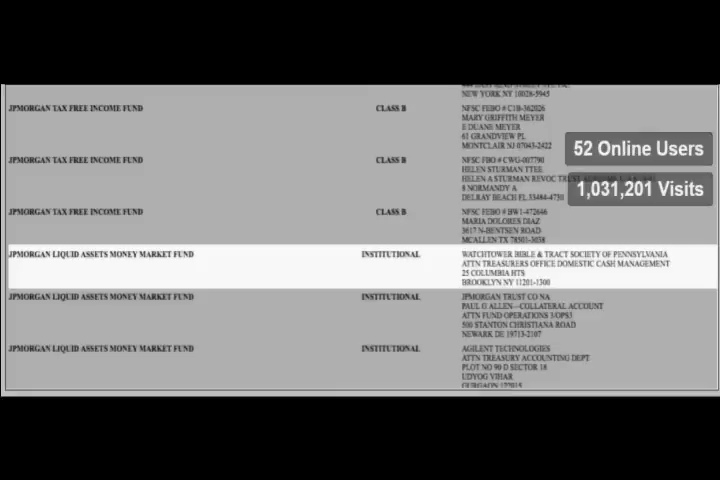 NEW YORK NY 10028-5945
JPMORGAN TAX FREE INCOME FUND CLASS B NFSC FEBO # C1B-362026
MARY GRIFFITH MEYER
E DUANE MEYER
61 GRANDVIEW PL
MONTCLAIR NJ 07043-2422
52 Online Users
JPMORGAN TAX FREE INCOME FUND CLASS B NFSC FBO # CWG-007790
HELEN STURMAN TTEE
HELEN A STURMAN REVOC
8 NORMANDY A
DELRAY BEACH FL 33484-4730
1,031,201 Visits
JPMORGAN TAX FREE INCOME FUND CLASS B NFSC FEBO # BW1-472646
MARIA DOLORES DIAZ
3617 N-BENTSEN ROAD
MCALLEN TX 78501-3038
JPMORGAN LIQUID ASSETS MONEY MARKET FUND INSTITUTIONAL WATCHTOWER BIBLE & TRACT SOCIETY OF PENNSYLVANIA
ATTN TREASURERS OFFICE DOMESTIC CASH MANAGEMENT
25 COLUMBIA HTS
BROOKLYN NY 11201-1300
JPMORGAN LIQUID ASSETS MONEY MARKET FUND INSTITUTIONAL JPMORGAN TRUST CO NA
PAUL G ALLEN—COLLATERAL ACCOUNT
ATTN FUND OPERATIONS 3/OPS3
500 STANTON CHRISTIANA ROAD
NEWARK DE 19713-2107
JPMORGAN LIQUID ASSETS MONEY MARKET FUND INSTITUTIONAL AGILENT TECHNOLOGIES
ATTN TREASURY ACCOUNTING DEPT
PLOT NO 90 D SECTOR 18
UDYOG VIHAR
GURGAON 122015